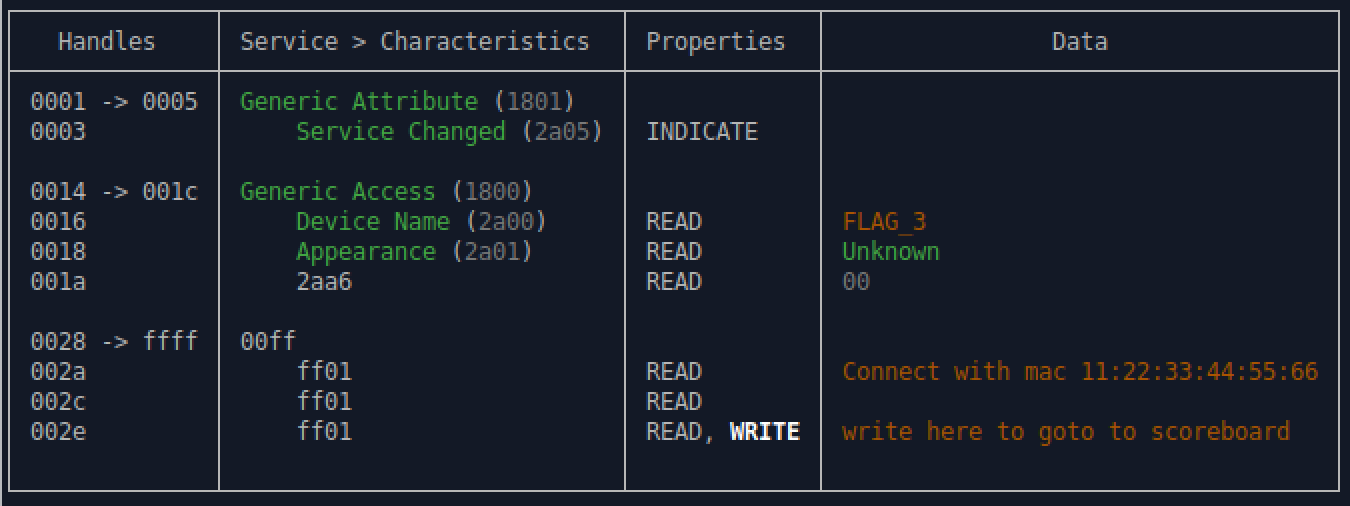 Handles Service > Characteristics Properties Data
0001 -> 0005 Generic Attribute (1801)
0003 Service Changed (2a05) INDICATE
0014 -> 001c Generic Access (1800)
0016 Device Name (2a00) READ FLAG_3
0018 Appearance (2a01) READ Unknown
001a 2aa6 READ 00
0028 -> ffff 00ff
002a ff01 READ Connect with mac 11:22:33:44:55:66
002c ff01 READ
002e ff01 READ, WRITE write here to goto to scoreboard